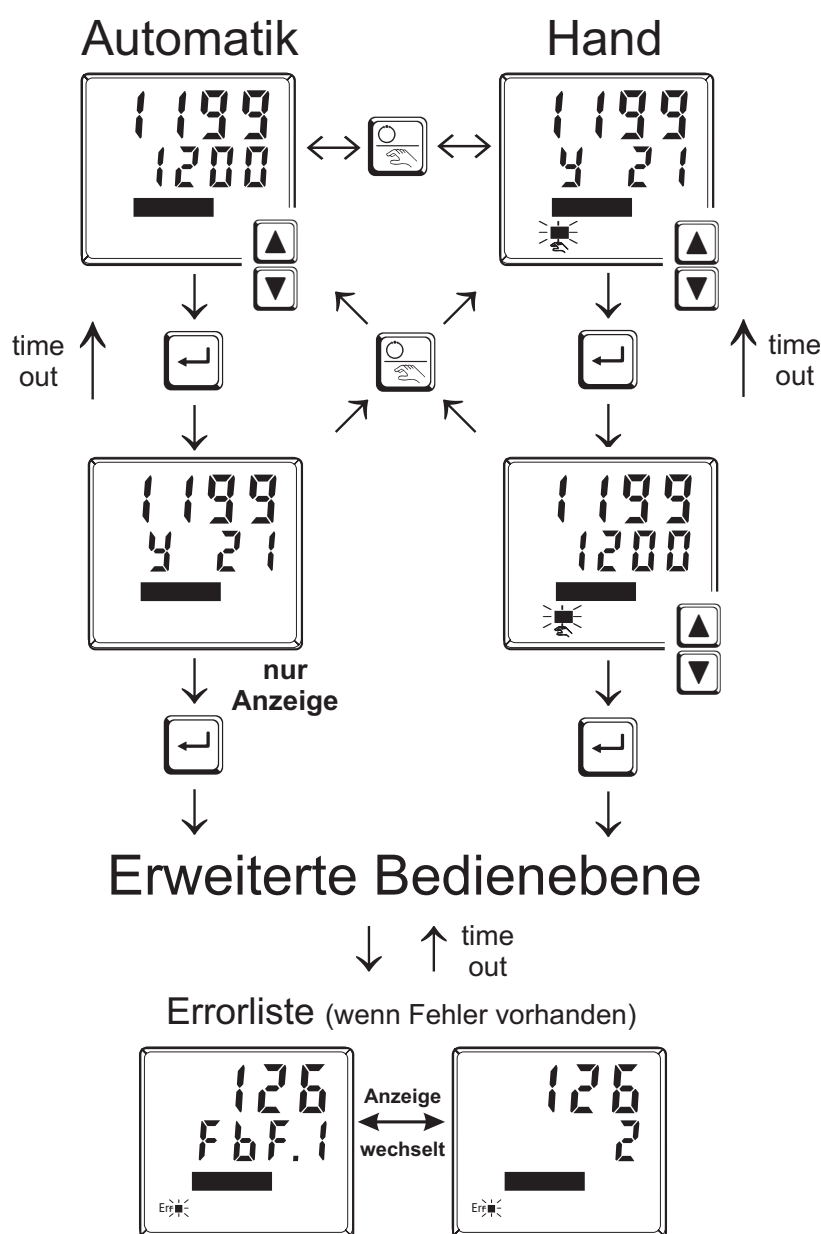 Automatik
Hand
1199
1200
1199
y 21
time
out
time
out
1199
y 21
1199
1200
nur
Anzeige
Erweiterte Bedienebene
time
out
Errorliste (wenn Fehler vorhanden)
126
FbF.1
Err
Anzeige
wechselt
126
2
Err